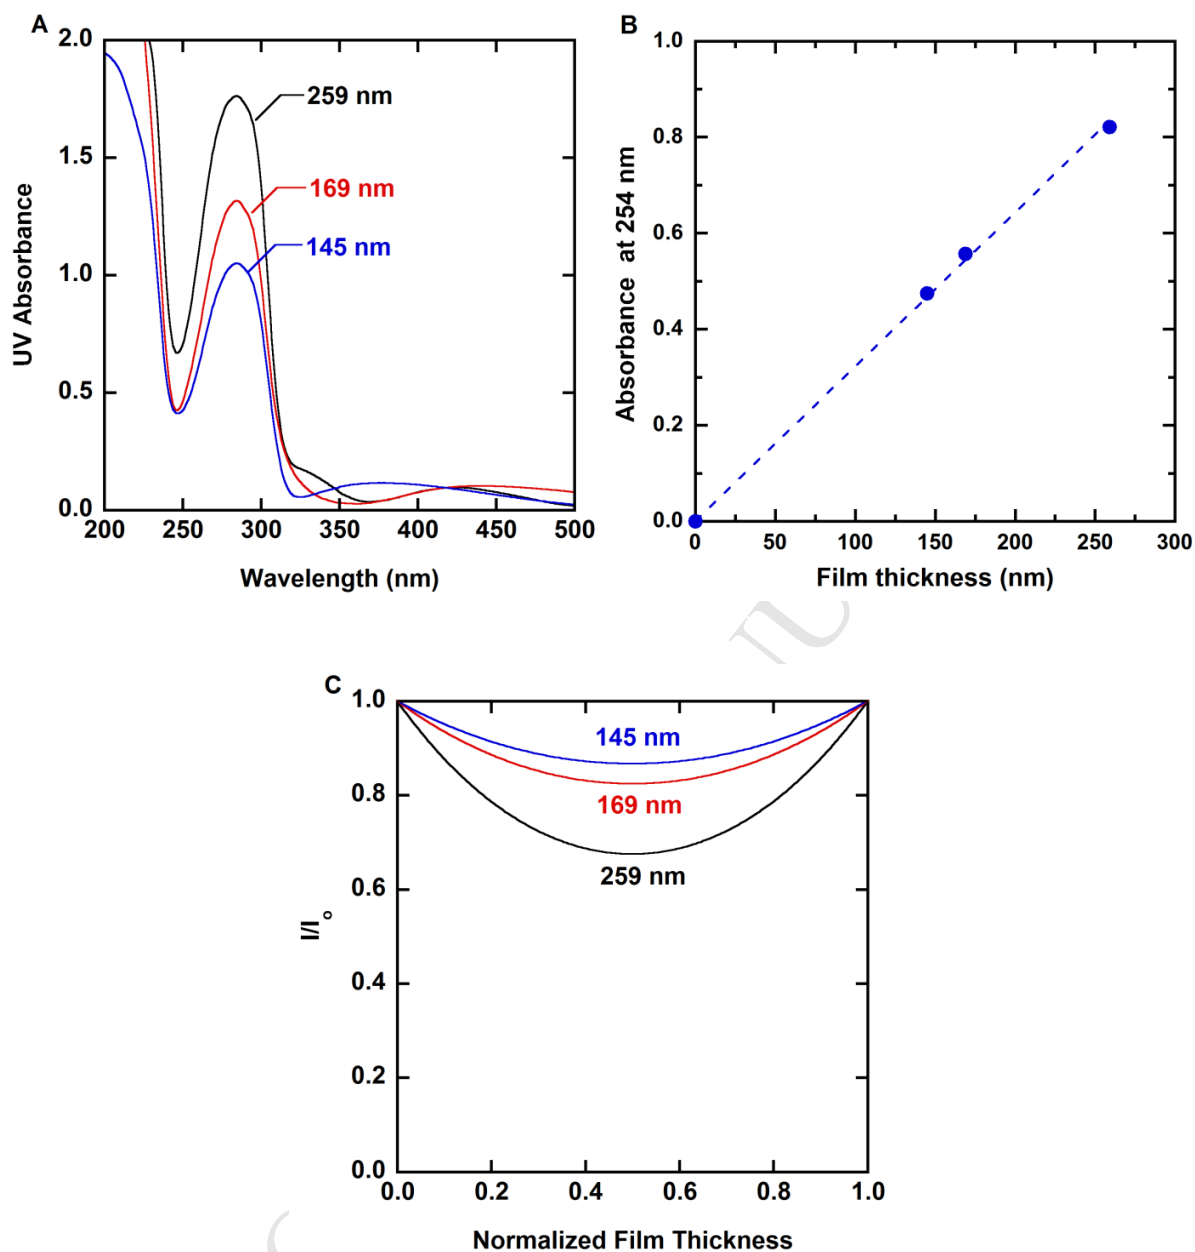 A
2.0
1.5
1.0
0.5
0.0
UV Absorbance
259 nm
169 nm
145 nm
200 250 300 350 400 450 500
Wavelength (nm)
B
1.0
0.8
0.6
0.4
0.2
0.0
Absorbance at 254 nm
0 50 100 150 200 250 300
Film thickness (nm)
C
1.0
0.8
0.6
0.4
0.2
0.0
I/Io
145 nm
169 nm
259 nm
0.0 0.2 0.4 0.6 0.8 1.0
Normalized Film Thickness